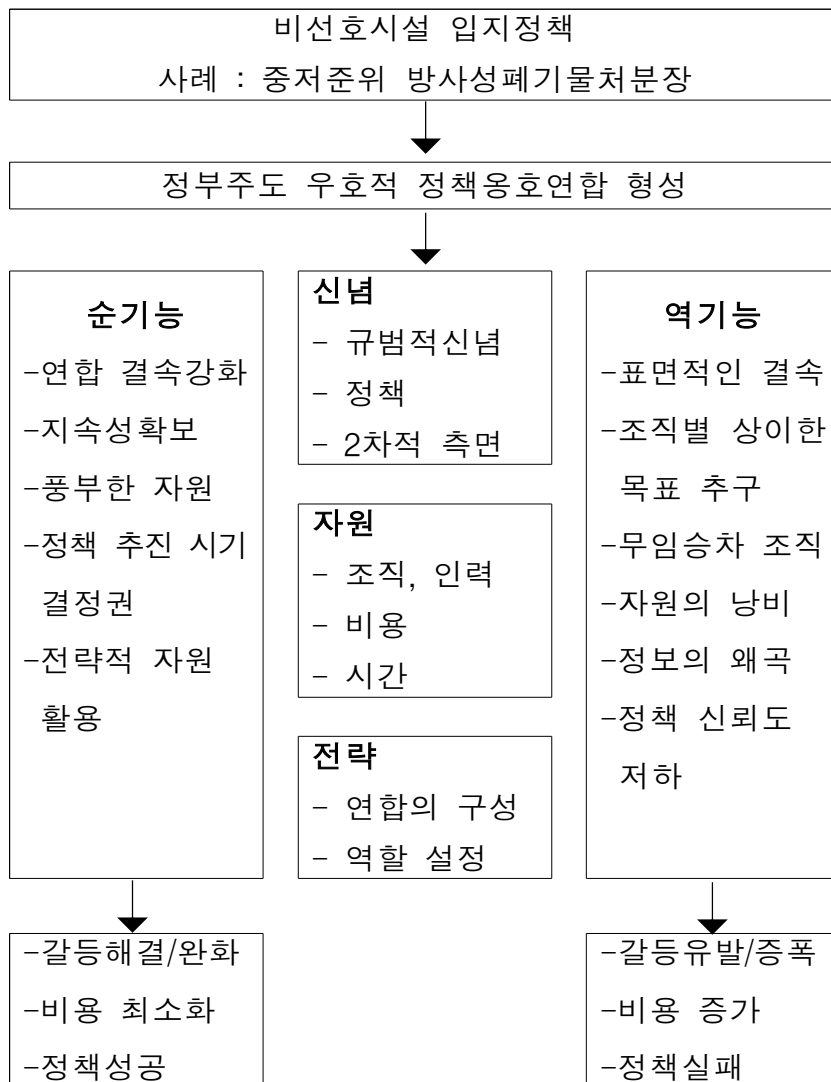 비선호시설 입지정책
사례 : 중저준위 방사성폐기물처분장
정부주도 우호적 정책옹호연합 형성
순기능
-연합 결속강화
-지속성확보
-풍부한 자원
-정책 추진 시기
결정권
-전략적 자원
활용
신념
- 규범적신념
- 정책
- 2차적 측면
자원
- 조직, 인력
- 비용
- 시간
전략
- 연합의 구성
- 역할 설정
역기능
-표면적인 결속
-조직별 상이한
목표 추구
-무임승차 조직
-자원의 낭비
-정보의 왜곡
-정책 신뢰도
저하
-갈등해결/완화
-비용 최소화
-정책성공
-갈등유발/증폭
-비용 증가
-정책실패